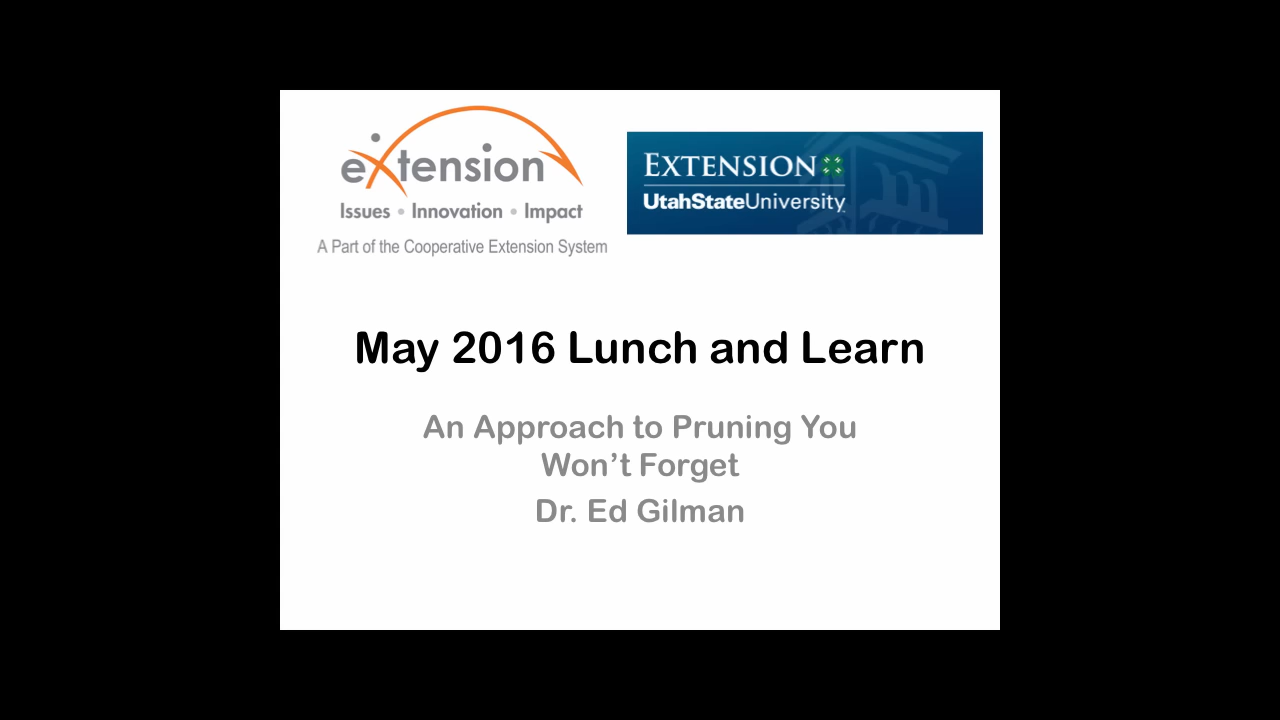 eXtension
Issues • Innovation • Impact
A Part of the Cooperative Extension System
EXTENSION
UtahStateUniversity
May 2016 Lunch and Learn
An Approach to Pruning You
Won’t Forget
Dr. Ed Gilman